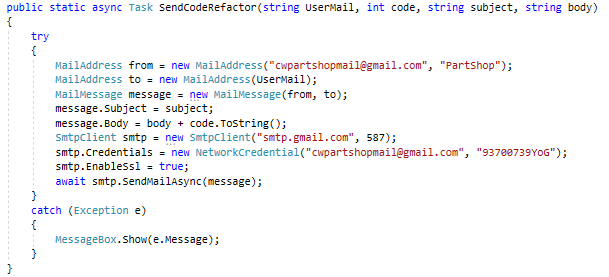 public static async Task SendCodeRefactor(string UserMail, int code, string subject, string body)
{
try
{
MailAddress from = new MailAddress("cwpartshopmail@gmail.com", "PartShop");
MailAddress to = new MailAddress(UserMail);
MailMessage message = new MailMessage(from, to);
message.Subject = subject;
message.Body = body + code.ToString();
SmtpClient smtp = new SmtpClient("smtp.gmail.com", 587);
smtp.Credentials = new NetworkCredential("cwpartshopmail@gmail.com", "93700739YoG");
smtp.EnableSsl = true;
await smtp.SendMailAsync(message);
}
catch (Exception e)
{
MessageBox.Show(e.Message);
}
}